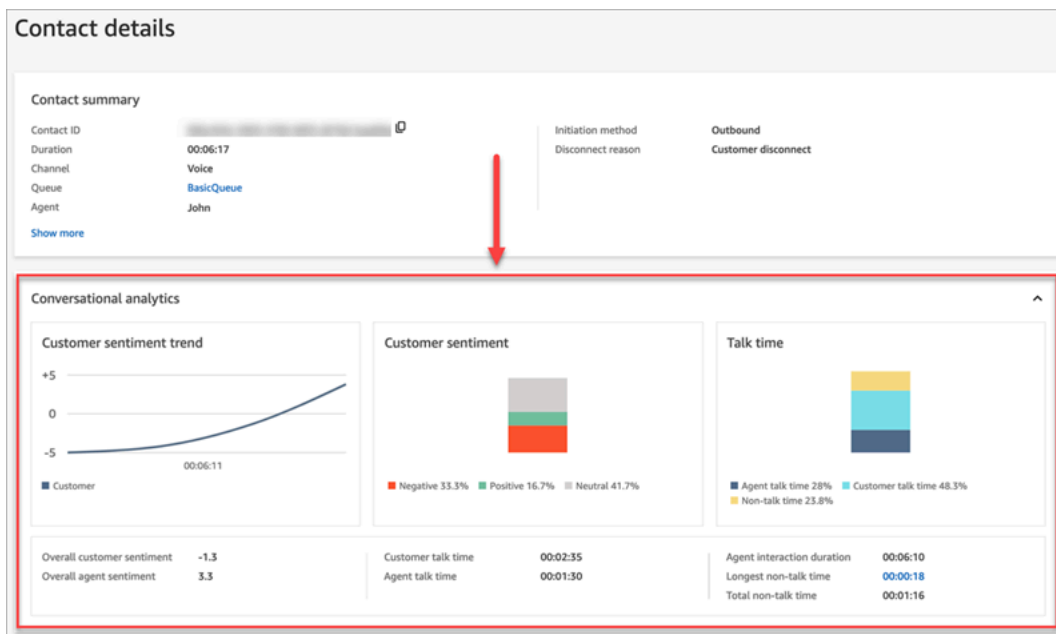 Contact details
Contact summary
Contact ID
Duration 00:06:17
Channel Voice
Queue BasicQueue
Agent John
Show more
Initiation method Outbound
Disconnect reason Customer disconnect
Conversational analytics
Customer sentiment trend
+5
0
-5
00:06:11
Customer
Customer sentiment
Negative 33.3% Positive 16.7% Neutral 41.7%
Talk time
Agent talk time 28% Customer talk time 48.3%
Non-talk time 23.8%
Overall customer sentiment -1.3
Overall agent sentiment 3.3
Customer talk time 00:02:35
Agent talk time 00:01:30
Agent interaction duration 00:06:10
Longest non-talk time 00:00:18
Total non-talk time 00:01:16